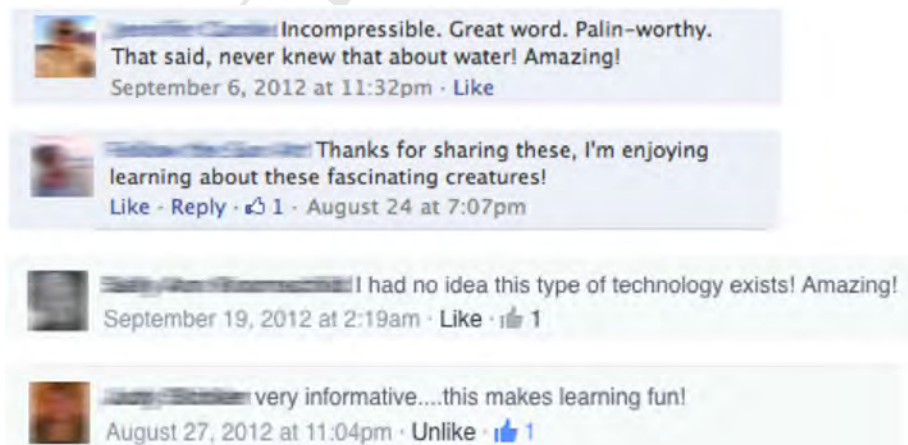 Incompressible. Great word. Palin-worthy.
That said, never knew that about water! Amazing!
September 6, 2012 at 11:32pm · Like
Thanks for sharing these, I'm enjoying
learning about these fascinating creatures!
Like · Reply · 1 · August 24 at 7:07pm
I had no idea this type of technology exists! Amazing!
September 19, 2012 at 2:19am · Like · 1
very informative....this makes learning fun!
August 27, 2012 at 11:04pm · Unlike · 1